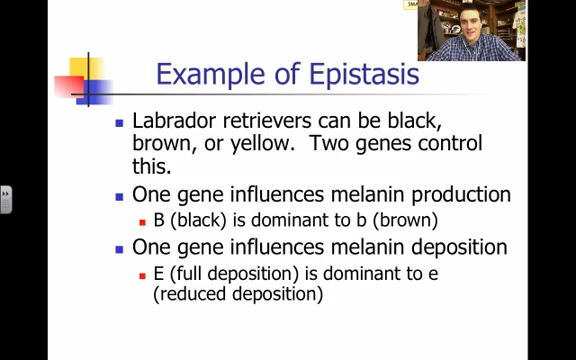 SMA
Example of Epistasis
Labrador retrievers can be black,
brown, or yellow. Two genes control
this.
One gene influences melanin production
B (black) is dominant to b (brown)
One gene influences melanin deposition
E (full deposition) is dominant to e
(reduced deposition)